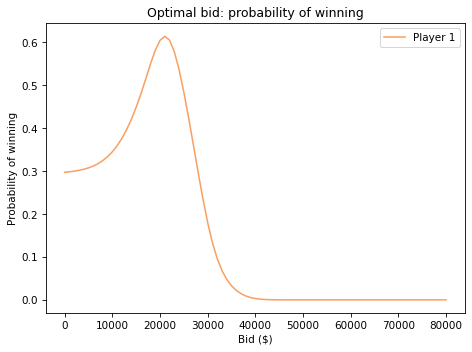 Optimal bid: probability of winning
Player 1
Probability of winning
0.6
0.5
0.4
0.3
0.2
0.1
0.0
0 10000 20000 30000 40000 50000 60000 70000 80000
Bid ($)